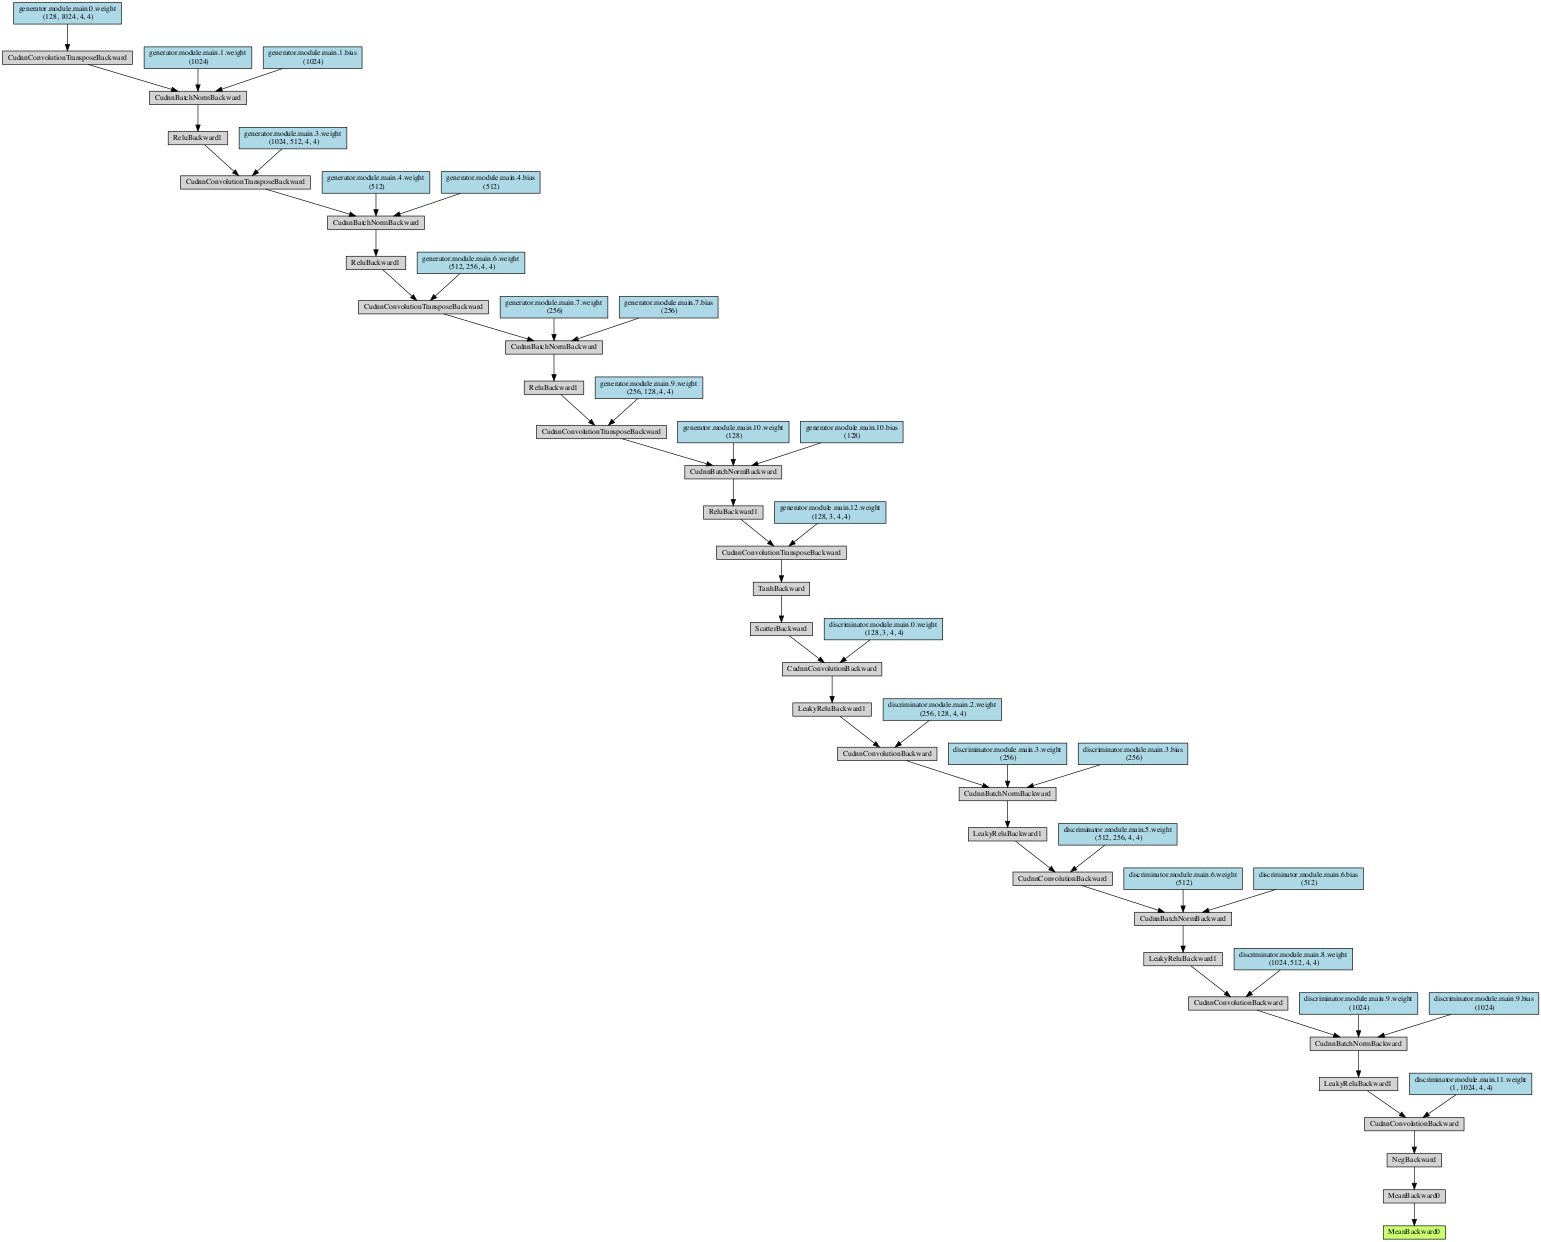 generator.module.main0.weight
(128, 1024, 4, 4)
CudnnConvolutionTransposeBackward
generator.module.main.1.weight
(1024)
generator.module.main.1.bias
(1024)
CudnnBatchNormBackward
ReluBackward1
generator.module.main.3.weight
(1024, 512, 4, 4)
CudnnConvolutionTransposeBackward
generator.module.main.4.weight
(512)
generator.module.main.4.bias
(512)
CudnnBatchNormBackward
ReluBackward1
generator.module.main.6.weight
(512, 256, 4, 4)
CudnnConvolutionTransposeBackward
generator.module.main.7.weight
(256)
generator.module.main.7.bias
(256)
CudnnBatchNormBackward
ReluBackward1
generator.module.main.9.weight
(256, 128, 4, 4)
CudnnConvolutionTransposeBackward
generator.module.main.10.weight
(128)
generator.module.main.10.bias
(128)
CudnnBatchNormBackward
ReluBackward1
generator.module.main.12.weight
(128, 3, 4, 4)
CudnnConvolutionTransposeBackward
TanhBackward
ScatterBackward
discriminator.module.main.0.weight
(128, 3, 4, 4)
CudnnConvolutionBackward
LeakyReluBackward1
discriminator.module.main.2.weight
(256, 128, 4, 4)
CudnnConvolutionBackward
discriminator.module.main.3.weight
(256)
discriminator.module.main.3.bias
(256)
CudnnBatchNormBackward
LeakyReluBackward1
discriminator.module.main.5.weight
(512, 256, 4, 4)
CudnnConvolutionBackward
discriminator.module.main.6.weight
(512)
discriminator.module.main.6.bias
(512)
CudnnBatchNormBackward
LeakyReluBackward1
discriminator.module.main.8.weight
(1024, 512, 4, 4)
CudnnConvolutionBackward
discriminator.module.main.9.weight
(1024)
discriminator.module.main.9.bias
(1024)
CudnnBatchNormBackward
LeakyReluBackward1
discriminator.module.main.11.weight
(1, 1024, 4, 4)
CudnnConvolutionBackward
NegBackward
MeanBackward0
MeanBackward0